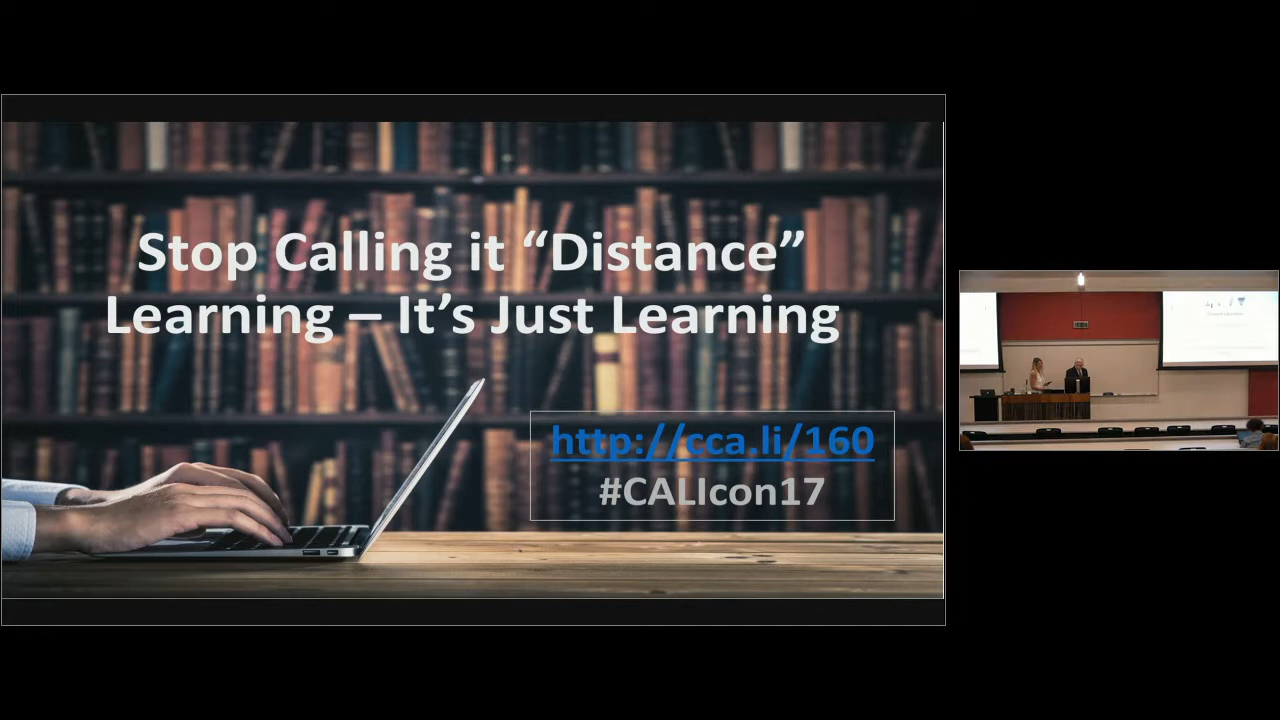 Stop Calling it “Distance”
Learning – It’s Just Learning
http://cca.li/160
#CALIcon17